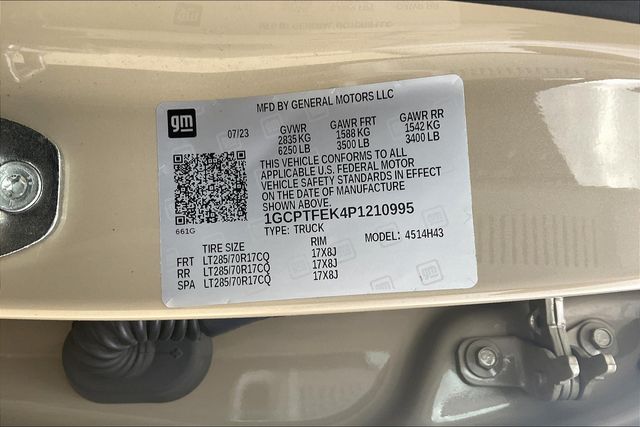 MFD BY GENERAL MOTORS LLC
gm
07/23
GVWR GAWR FRT GAWR RR
2835 KG 1588 KG 1542 KG
6250 LB 3500 LB 3400 LB
THIS VEHICLE CONFORMS TO ALL
APPLICABLE U.S. FEDERAL MOTOR
VEHICLE SAFETY STANDARDS IN EFFECT
ON THE DATE OF MANUFACTURE
SHOWN ABOVE.
661G
1GCPTFEK4P1210995
TYPE: TRUCK MODEL: 4514H43
TIRE SIZE RIM
FRT LT285/70R17CQ 17X8J
RR LT285/70R17CQ 17X8J
SPA LT285/70R17CQ 17X8J